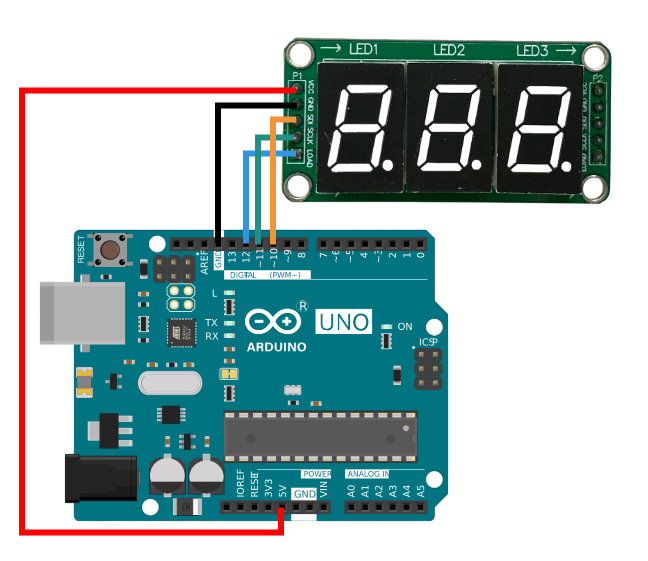 → LED1
LED2
LED3 →
P1
VCC
GND
SDI
SCLK
LOAD
RESET
AREF
GND
13
12
~11
~10
~9
8
7
~6
~5
4
~3
2
1
0
DIGITAL (PWM~)
L
TX
RX
®
UNO
ARDUINO
ON
ICSP
POWER
ANALOG IN
IOREF
RESET
3V3
5V
GND
VIN
A0
A1
A2
A3
A4
A5